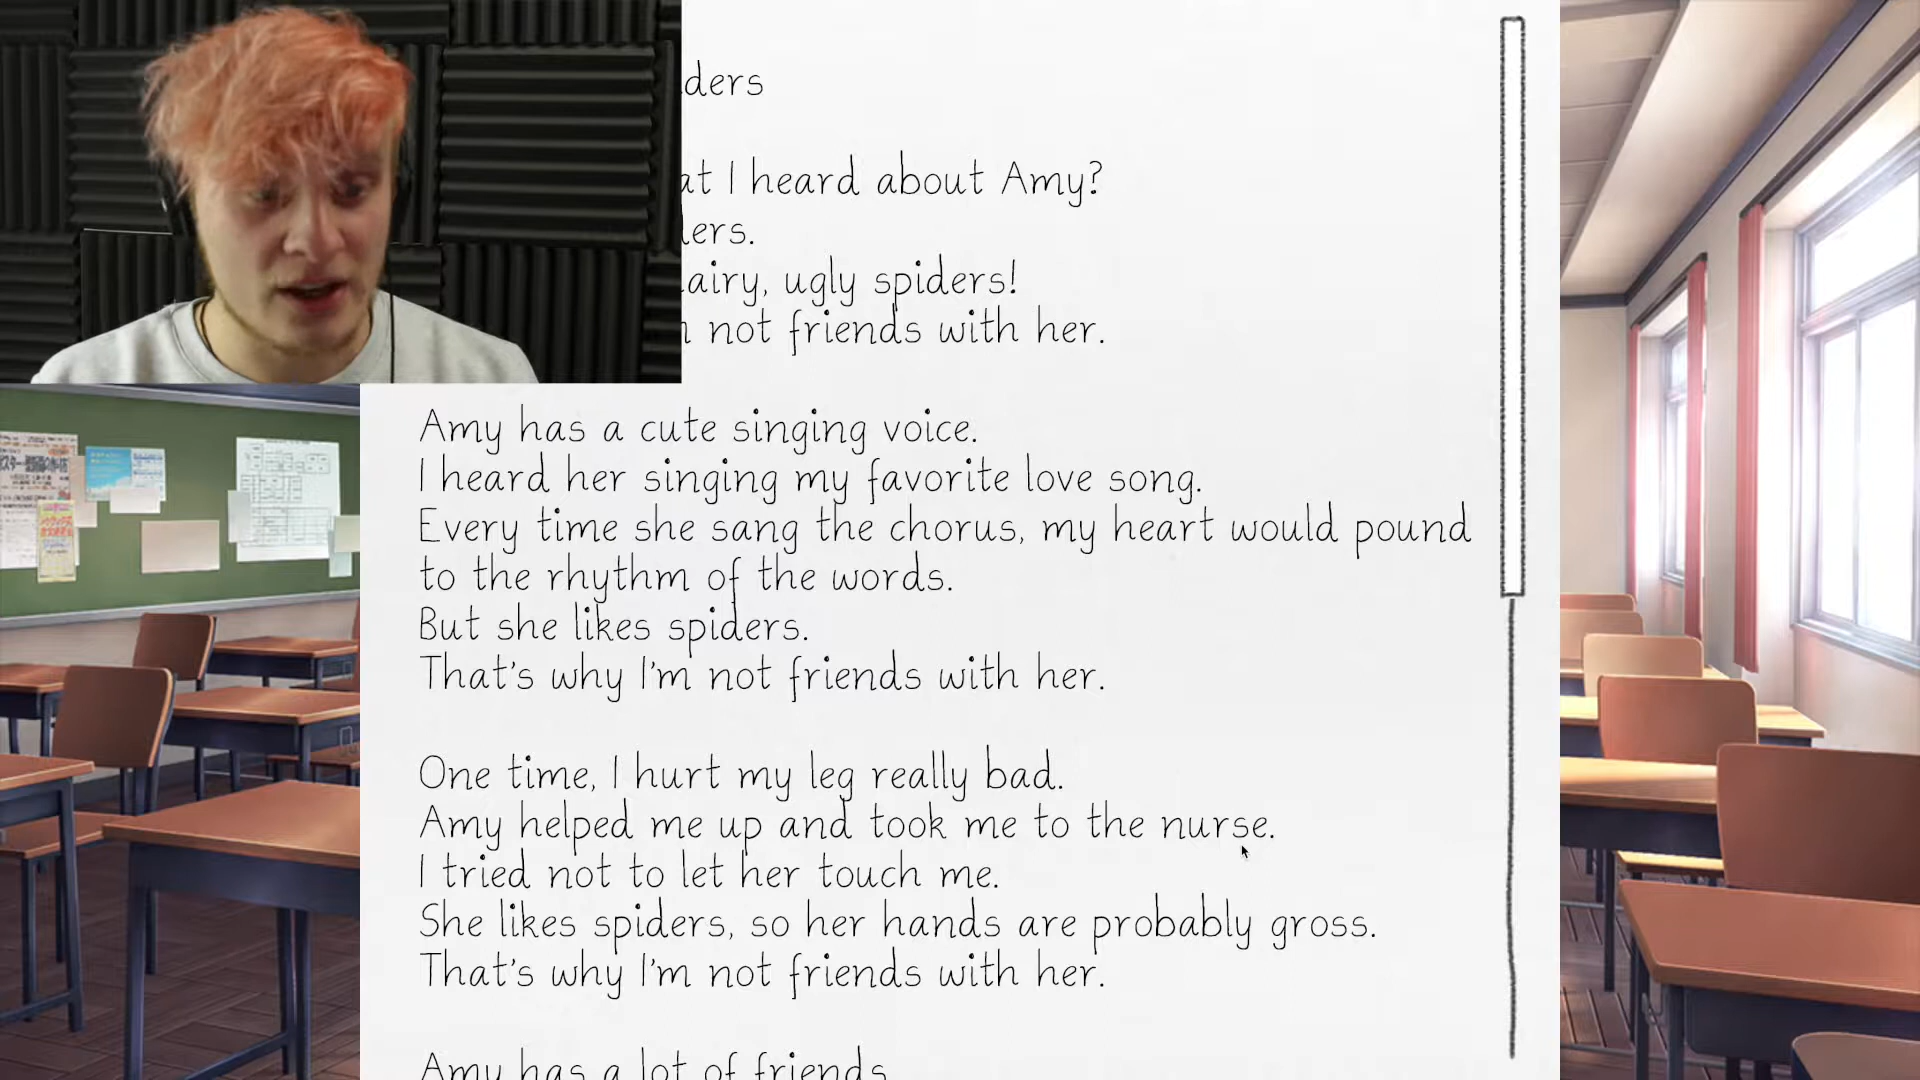 ders
at I heard about Amy?
ers.
airy, ugly spiders!
not friends with her.
Amy has a cute singing voice.
I heard her singing my favorite love song.
Every time she sang the chorus, my heart would pound
to the rhythm of the words.
But she likes spiders.
That's why I'm not friends with her.
One time, I hurt my leg really bad.
Amy helped me up and took me to the nurse.
I tried not to let her touch me.
She likes spiders, so her hands are probably gross.
That's why I'm not friends with her.
Amy has a lot of friends